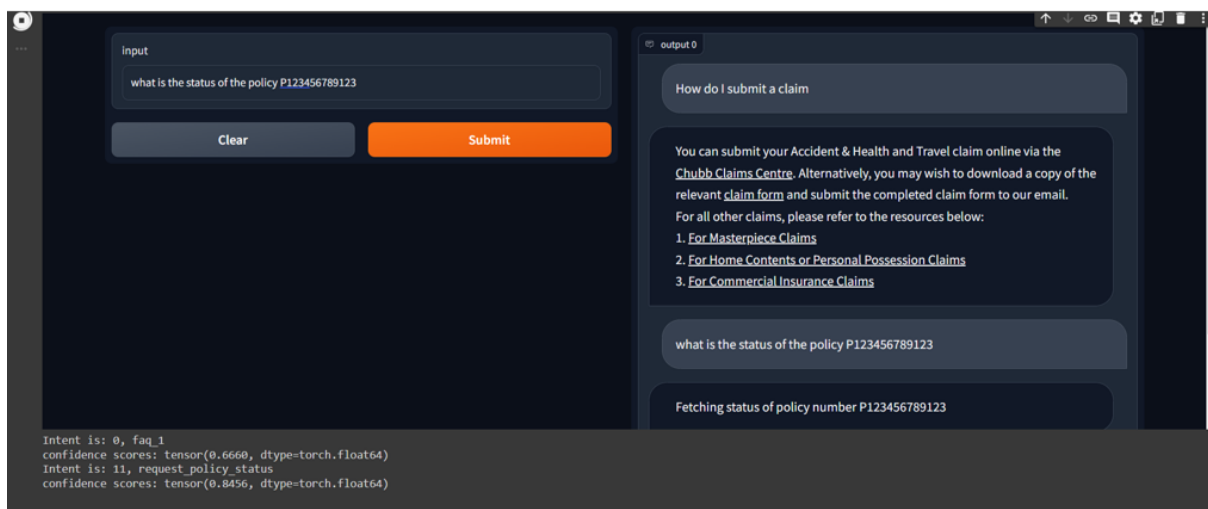 input
what is the status of the policy P123456789123
Clear
Submit
output 0
How do I submit a claim
You can submit your Accident & Health and Travel claim online via the
Chubb Claims Centre. Alternatively, you may wish to download a copy of the
relevant claim form and submit the completed claim form to our email.
For all other claims, please refer to the resources below:
1. For Masterpiece Claims
2. For Home Contents or Personal Possession Claims
3. For Commercial Insurance Claims
what is the status of the policy P123456789123
Fetching status of policy number P123456789123
Intent is: 0, faq_1
confidence scores: tensor(0.6660, dtype=torch.float64)
Intent is: 11, request_policy_status
confidence scores: tensor(0.8456, dtype=torch.float64)